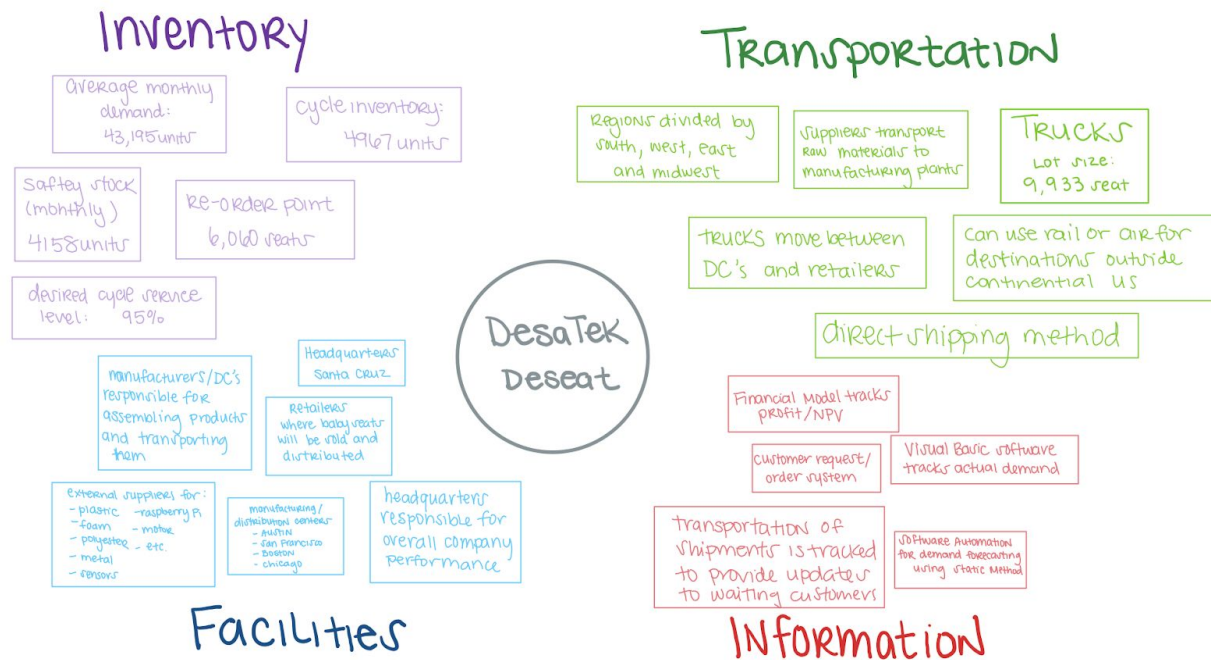 Inventory
average monthly
demand:
43,195 units
cycle inventory:
4967 units
saftey stock
(monthly)
4158 units
re-order point
6,060 seats
desired cycle service
level: 95%
Transportation
Regions divided by
south, west, east
and midwest
suppliers transport
raw materials to
manufacturing plants
Trucks
Lot size:
9,933 seat
trucks move between
DC's and retailers
can use rail or air for
destinations outside
continential US
direct shipping method
DesaTek
Deseat
manufacturers/DC's
responsible for
assembling products
and transporting
them
Headquarters
Santa Cruz
Retailers
where baby seats
will be sold and
distributed
external suppliers for:
- plastic
- foam
- polyester
- metal
- sensors
- raspberry Pi
- motor
- etc.
manufacturing/
distribution centers
- Austin
- San Francisco
- Boston
- Chicago
headquarters
responsible for
overall company
performance
Facilities
Financial Model tracks
profit/NPV
customer request/
order system
Visual Basic software
tracks actual demand
transportation of
shipments is tracked
to provide updates
to waiting customers
Software Automation
for demand forecasting
using static Method
Information